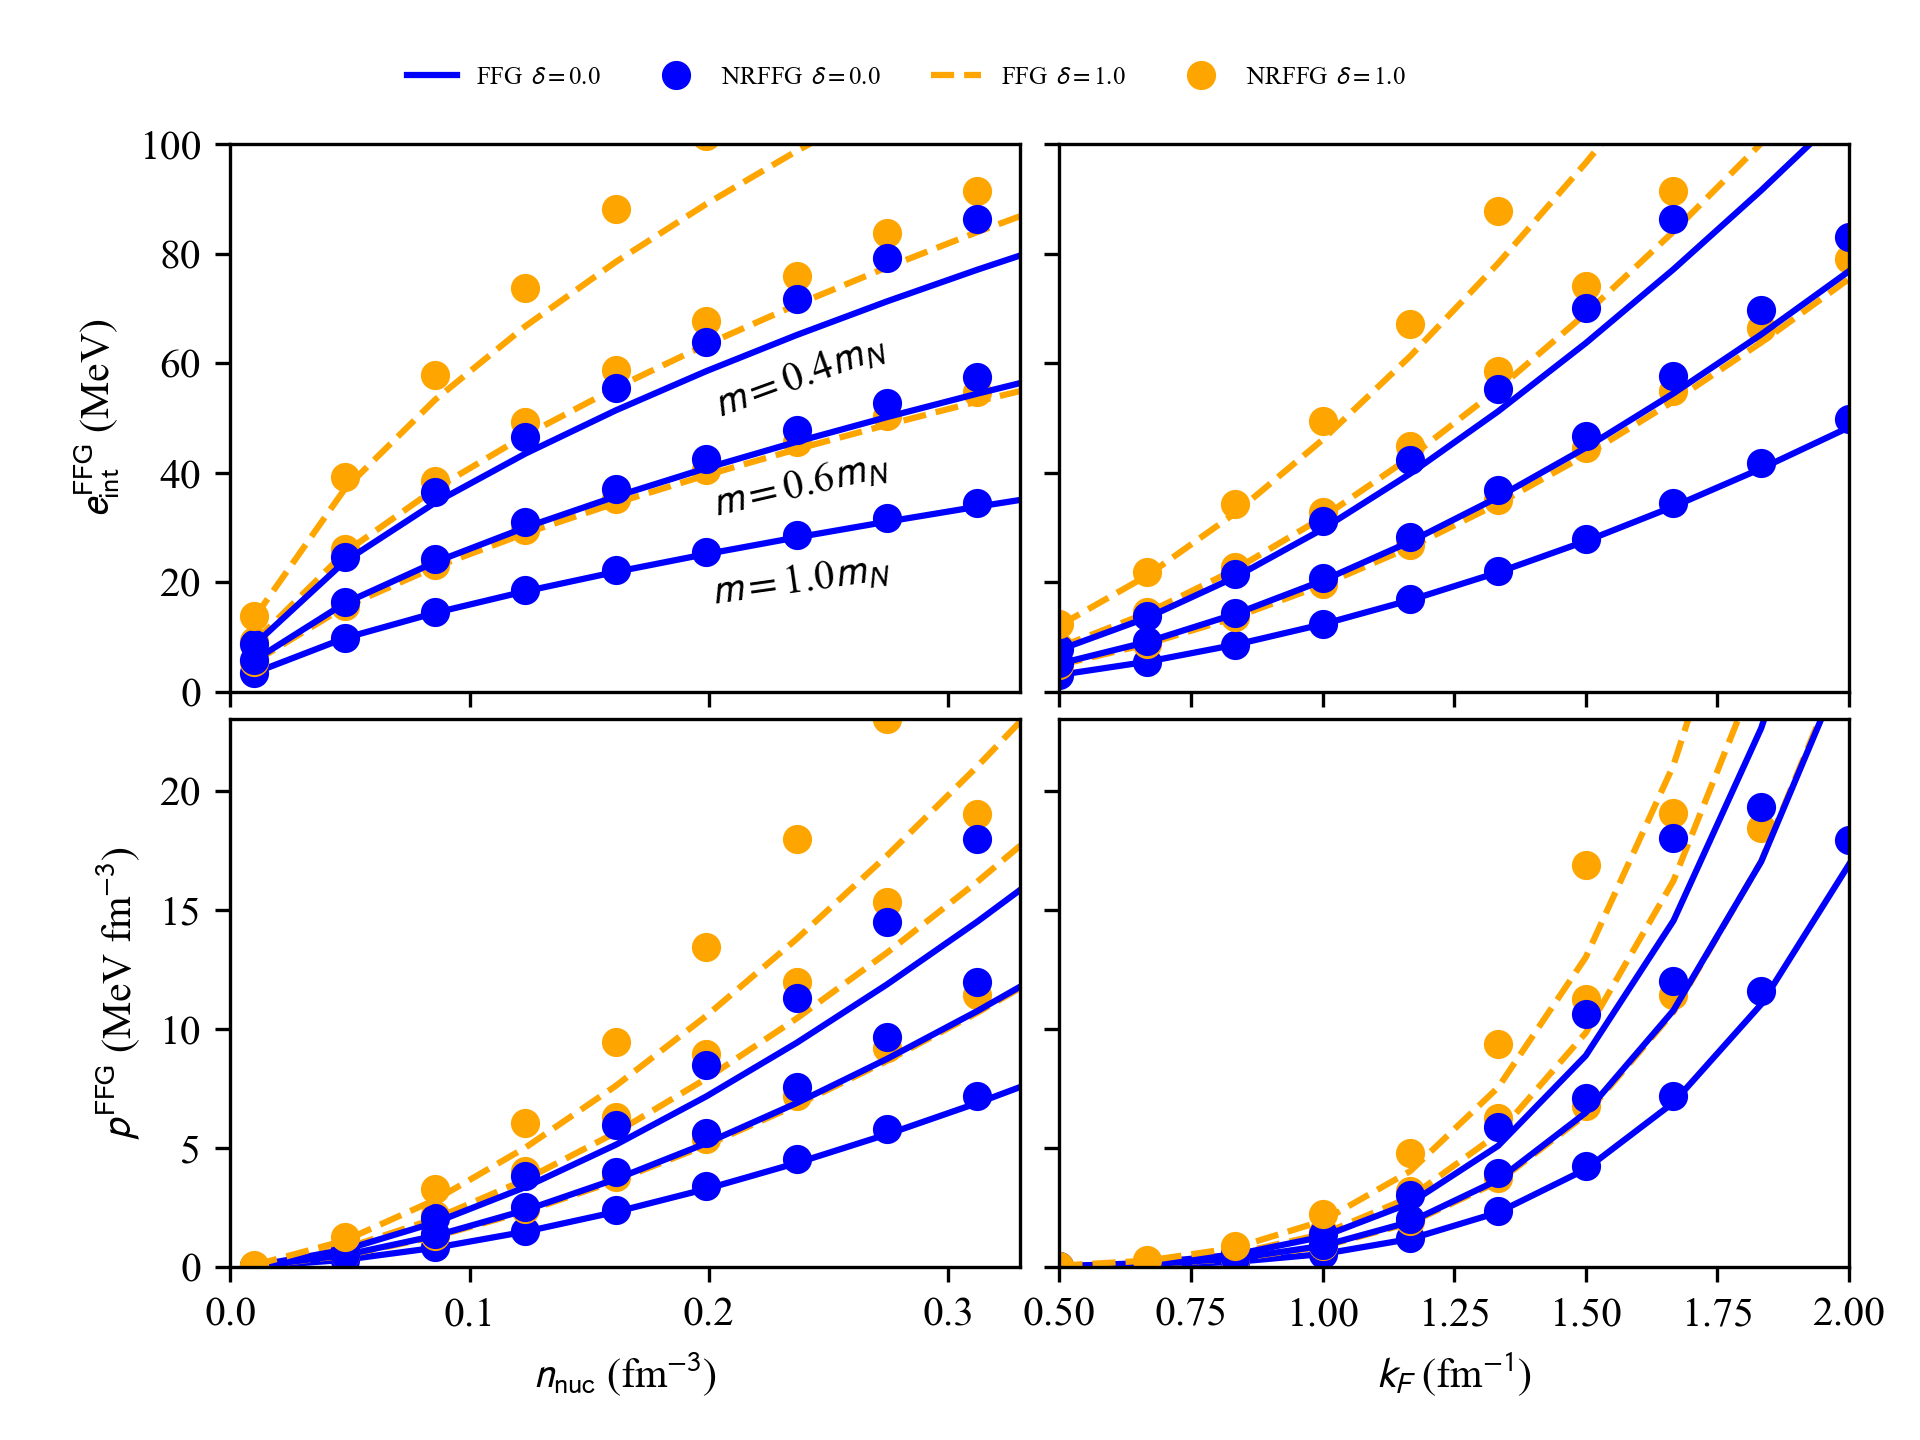 FFG δ=0.0 NRFFG δ=0.0 FFG δ=1.0 NRFFG δ=1.0
100
80
60
40
20
0
e_int^FFG (MeV)
m=0.4m_N
m=0.6m_N
m=1.0m_N
20
15
10
5
0
p^FFG (MeV fm⁻³)
0.0 0.1 0.2 0.3 0.50 0.75 1.00 1.25 1.50 1.75 2.00
n_nuc (fm⁻³) k_F (fm⁻¹)